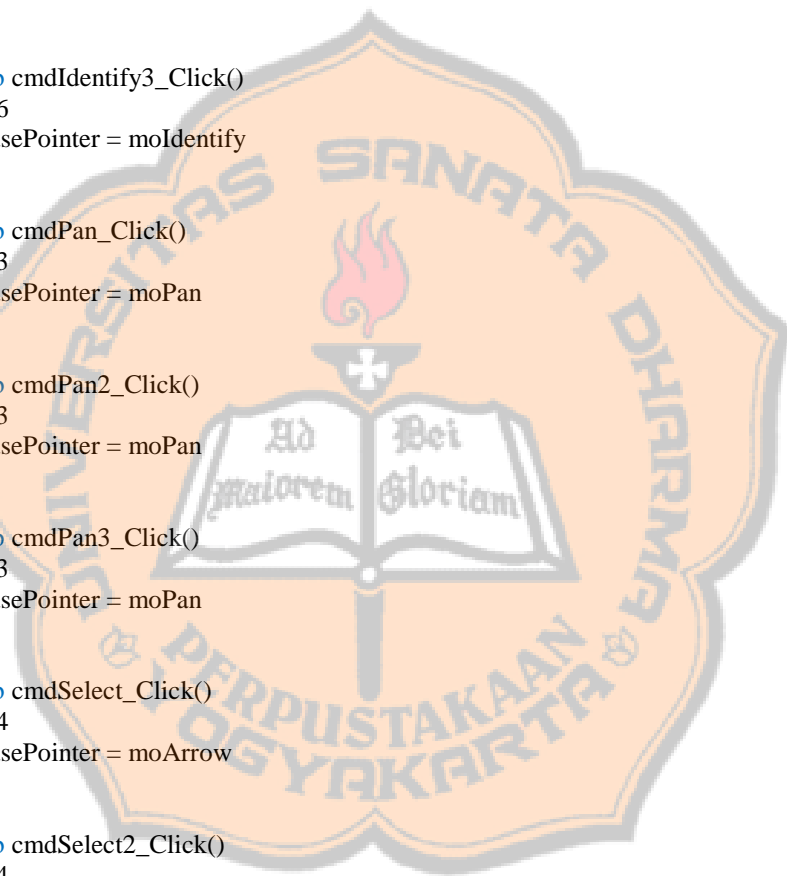 cmdIdentify3_Click()
6
sePointer = moIdentify
cmdPan_Click()
3
sePointer = moPan
cmdPan2_Click()
3
sePointer = moPan
cmdPan3_Click()
3
sePointer = moPan
cmdSelect_Click()
4
sePointer = moArrow
cmdSelect2_Click()
4
UNIVERSITAS SANATA DHARMA
Ad Dei
maiorem Gloriam
PERPUSTAKAAN
YOGYAKARTA